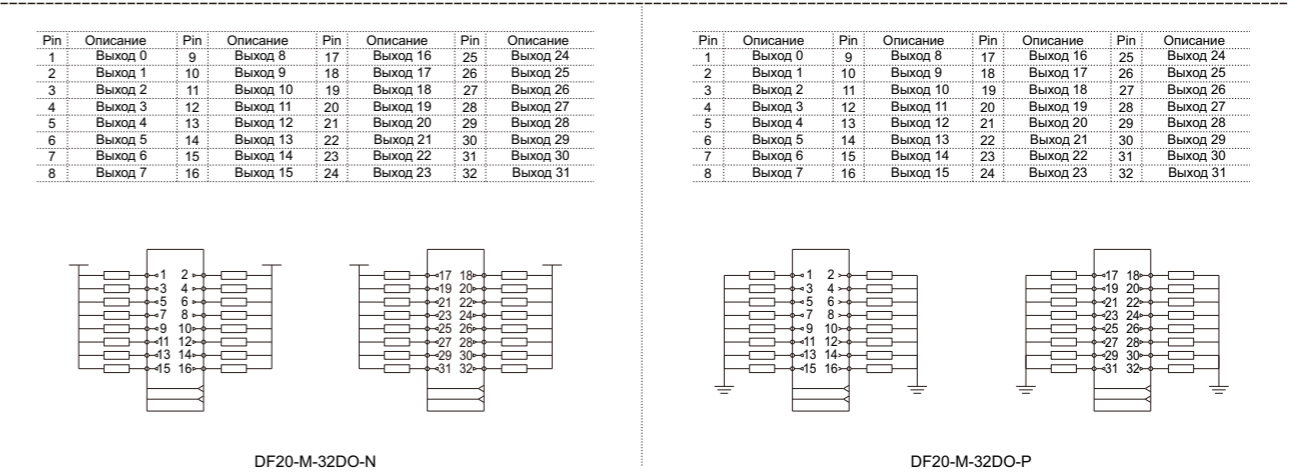 Pin Описание Pin Описание Pin Описание Pin Описание
1 Выход 0 9 Выход 8 17 Выход 16 25 Выход 24
2 Выход 1 10 Выход 9 18 Выход 17 26 Выход 25
3 Выход 2 11 Выход 10 19 Выход 18 27 Выход 26
4 Выход 3 12 Выход 11 20 Выход 19 28 Выход 27
5 Выход 4 13 Выход 12 21 Выход 20 29 Выход 28
6 Выход 5 14 Выход 13 22 Выход 21 30 Выход 29
7 Выход 6 15 Выход 14 23 Выход 22 31 Выход 30
8 Выход 7 16 Выход 15 24 Выход 23 32 Выход 31
1 2
3 4
5 6
7 8
9 10
11 12
13 14
15 16
17 18
19 20
21 22
23 24
25 26
27 28
29 30
31 32
DF20-M-32DO-N
Pin Описание Pin Описание Pin Описание Pin Описание
1 Выход 0 9 Выход 8 17 Выход 16 25 Выход 24
2 Выход 1 10 Выход 9 18 Выход 17 26 Выход 25
3 Выход 2 11 Выход 10 19 Выход 18 27 Выход 26
4 Выход 3 12 Выход 11 20 Выход 19 28 Выход 27
5 Выход 4 13 Выход 12 21 Выход 20 29 Выход 28
6 Выход 5 14 Выход 13 22 Выход 21 30 Выход 29
7 Выход 6 15 Выход 14 23 Выход 22 31 Выход 30
8 Выход 7 16 Выход 15 24 Выход 23 32 Выход 31
1 2
3 4
5 6
7 8
9 10
11 12
13 14
15 16
17 18
19 20
21 22
23 24
25 26
27 28
29 30
31 32
DF20-M-32DO-P